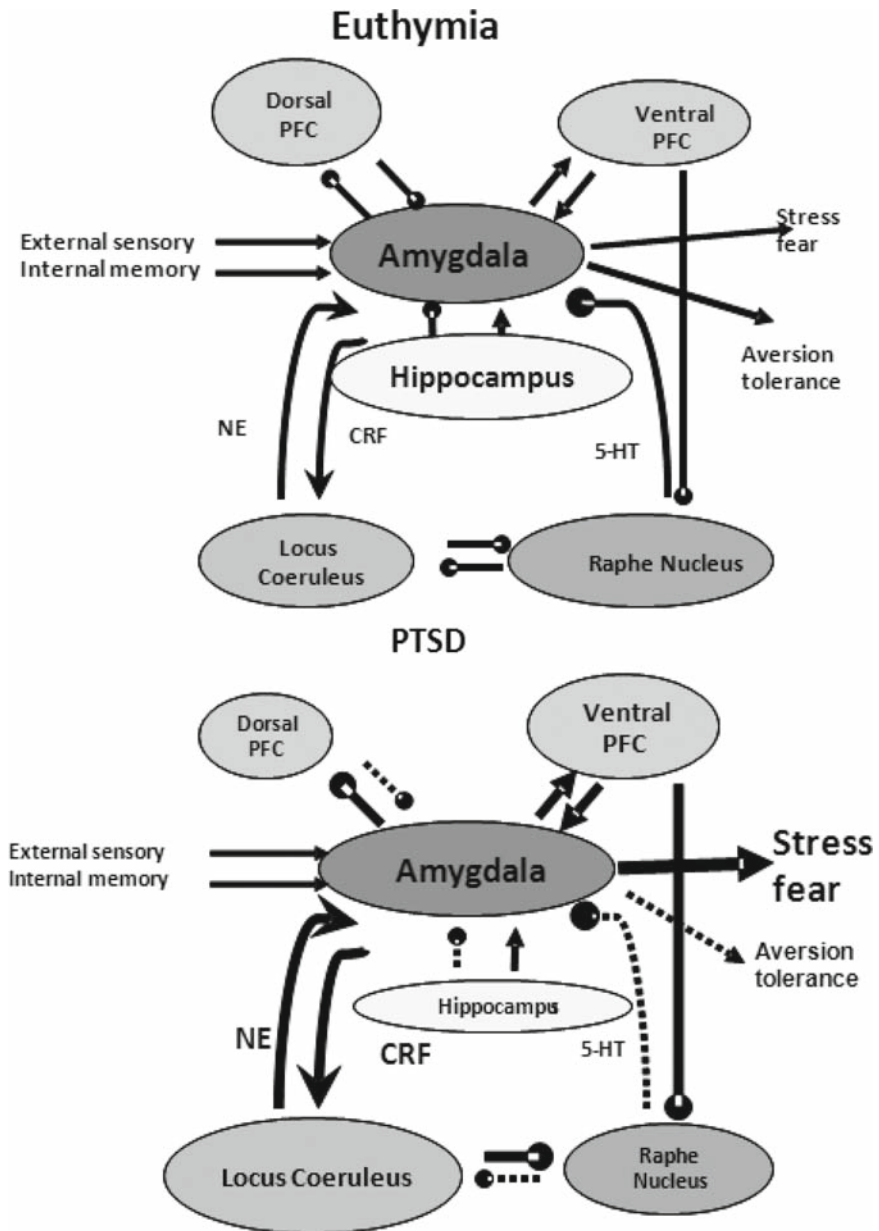 Euthymia
Dorsal
PFC
Ventral
PFC
External sensory
Internal memory
Amygdala
Stress
fear
Aversion
tolerance
Hippocampus
NE
CRF
5-HT
Locus
Coeruleus
Raphe Nucleus
PTSD
Dorsal
PFC
Ventral
PFC
External sensory
Internal memory
Amygdala
Stress
fear
Aversion
tolerance
Hippocampus
NE
CRF
5-HT
Locus Coeruleus
Raphe
Nucleus